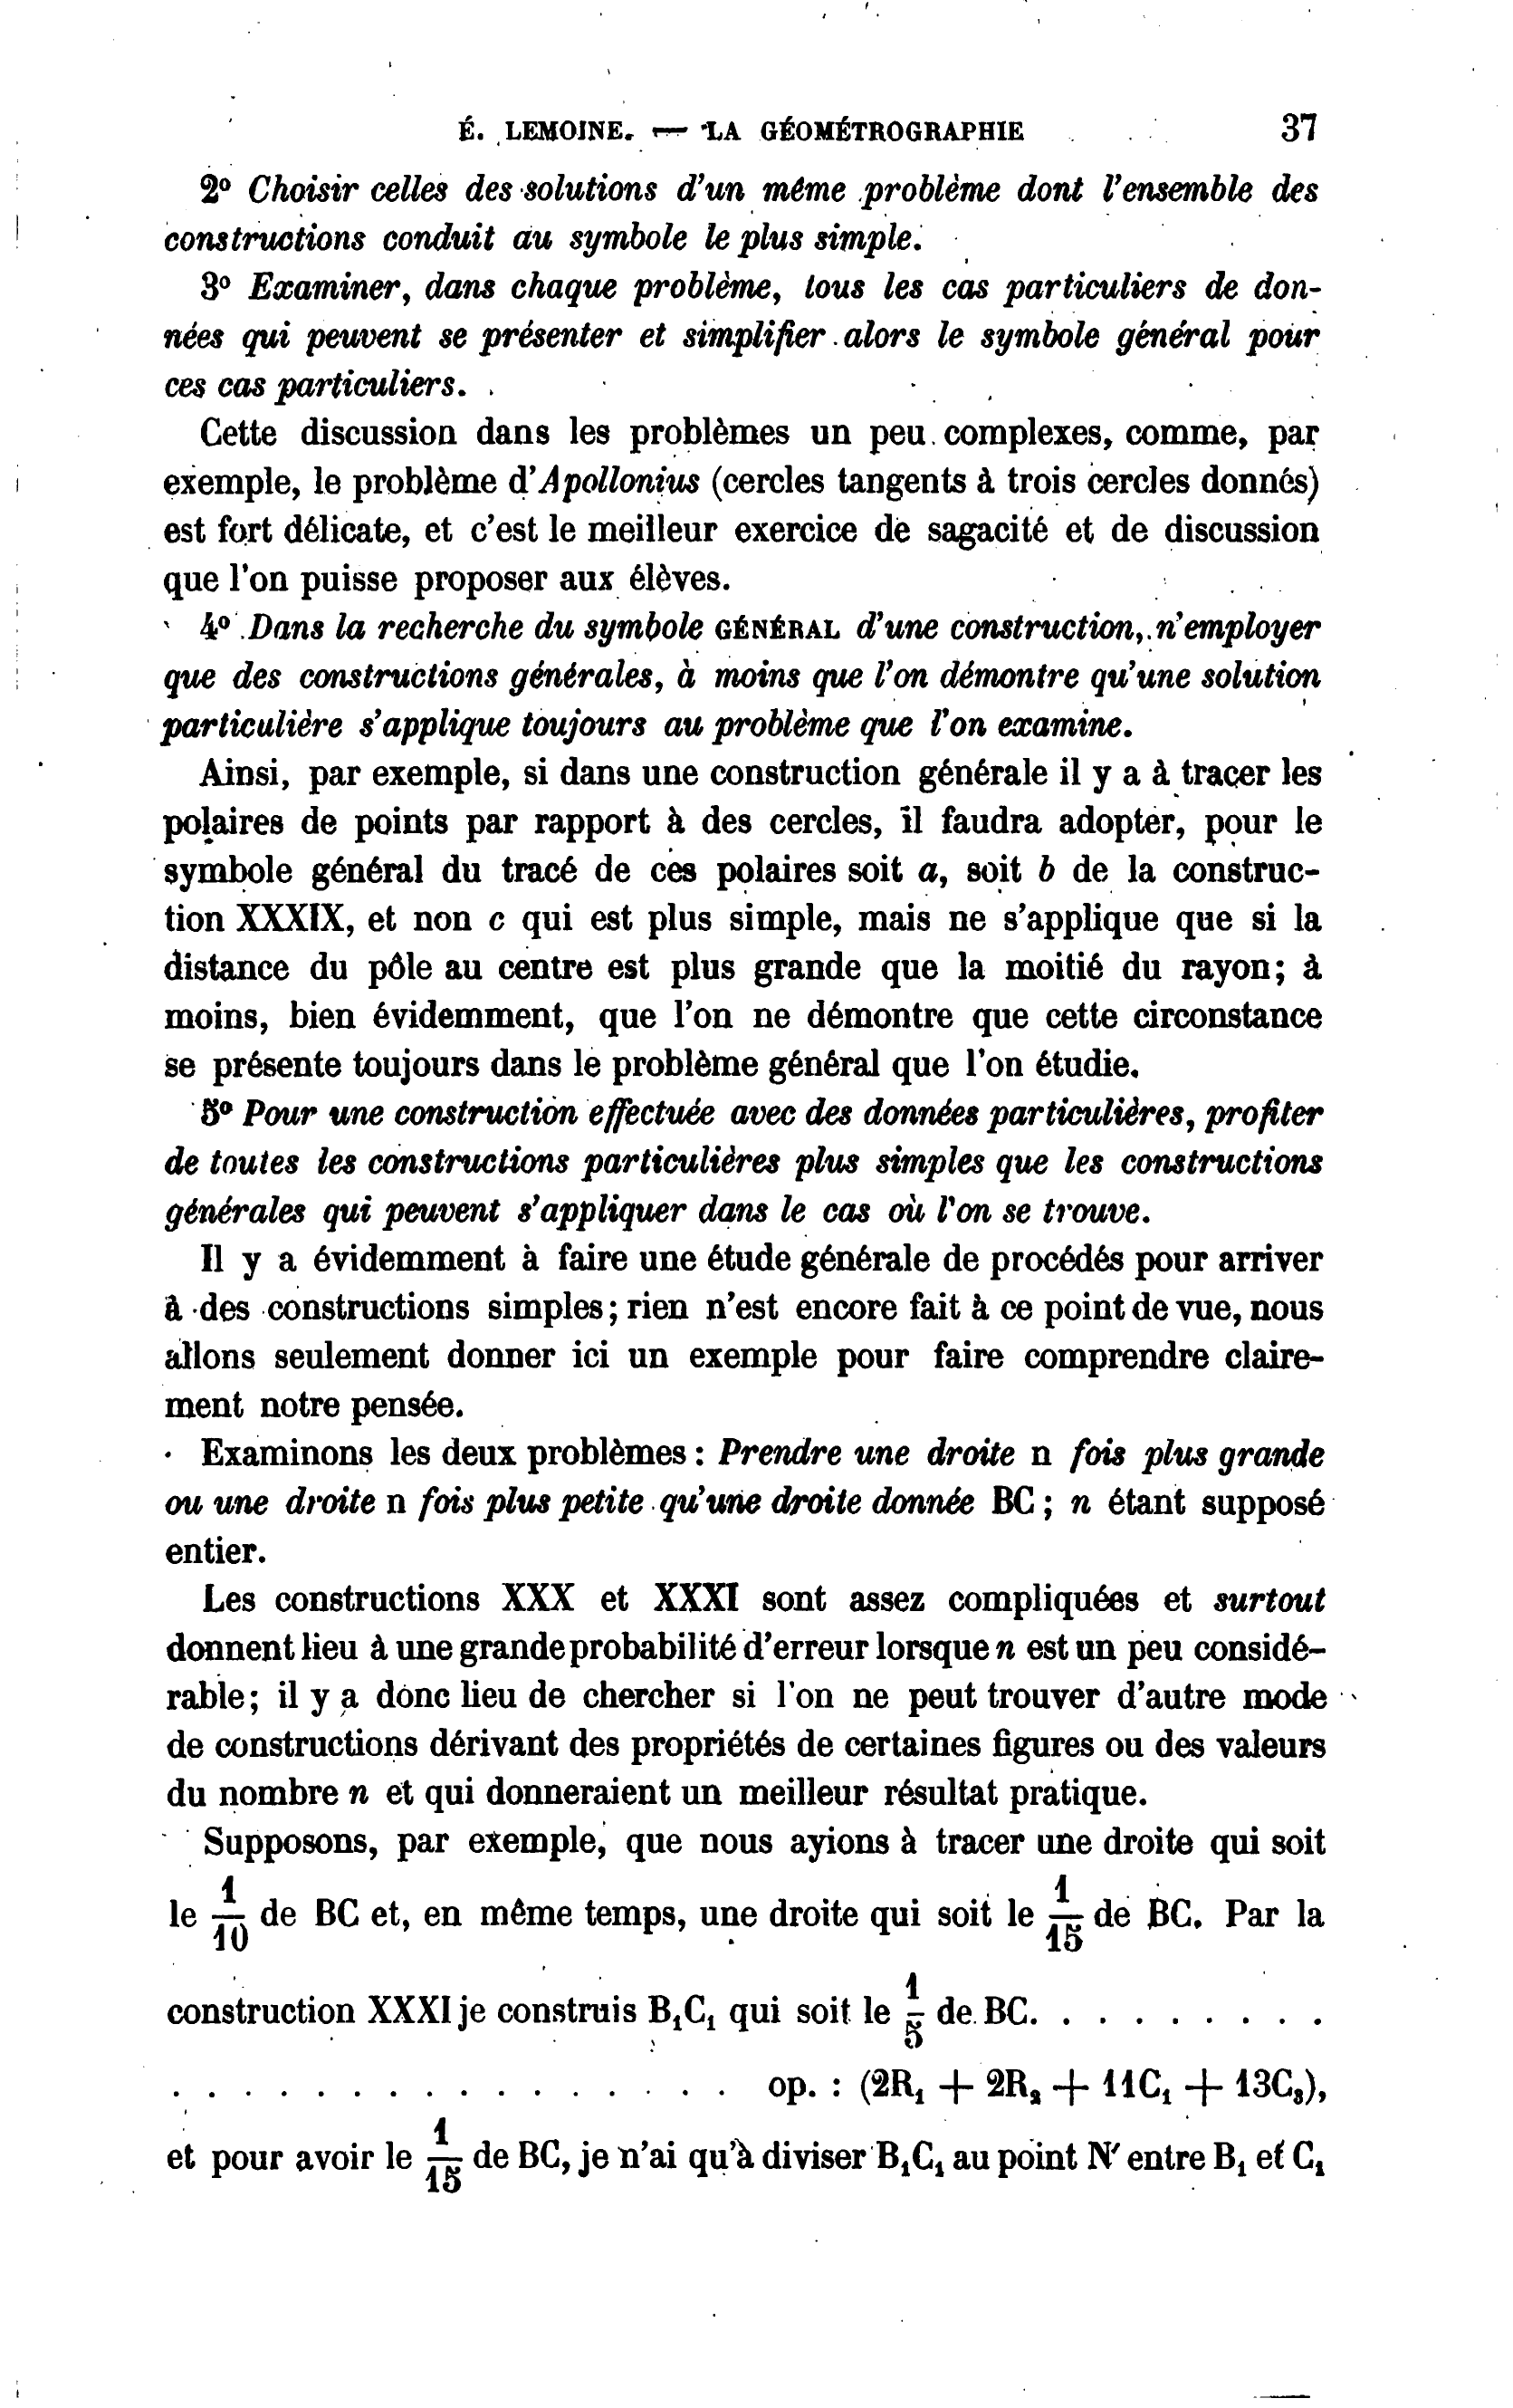 É. LEMOINE. — LA GÉOMÉTROGRAPHIE 37
2º Choisir celles des solutions d'un même problème dont l'ensemble des
constructions conduit au symbole le plus simple.
3º Examiner, dans chaque problème, tous les cas particuliers de don-
nées qui peuvent se présenter et simplifier alors le symbole général pour
ces cas particuliers.
Cette discussion dans les problèmes un peu complexes, comme, par
exemple, le problème d'Apollonius (cercles tangents à trois cercles donnés)
est fort délicate, et c'est le meilleur exercice de sagacité et de discussion
que l'on puisse proposer aux élèves.
4º Dans la recherche du symbole GÉNÉRAL d'une construction, n'employer
que des constructions générales, à moins que l'on démontre qu'une solution
particulière s'applique toujours au problème que l'on examine.
Ainsi, par exemple, si dans une construction générale il y a à tracer les
polaires de points par rapport à des cercles, il faudra adopter, pour le
symbole général du tracé de ces polaires soit a, soit b de la construc-
tion XXXIX, et non c qui est plus simple, mais ne s'applique que si la
distance du pôle au centre est plus grande que la moitié du rayon; à
moins, bien évidemment, que l'on ne démontre que cette circonstance
se présente toujours dans le problème général que l'on étudie.
5º Pour une construction effectuée avec des données particulières, profiter
de toutes les constructions particulières plus simples que les constructions
générales qui peuvent s'appliquer dans le cas où l'on se trouve.
Il y a évidemment à faire une étude générale de procédés pour arriver
à des constructions simples; rien n'est encore fait à ce point de vue, nous
allons seulement donner ici un exemple pour faire comprendre claire-
ment notre pensée.
Examinons les deux problèmes : Prendre une droite n fois plus grande
ou une droite n fois plus petite qu'une droite donnée BC; n étant supposé
entier.
Les constructions XXX et XXXI sont assez compliquées et surtout
donnent lieu à une grande probabilité d'erreur lorsque n est un peu considé-
rable; il y a donc lieu de chercher si l'on ne peut trouver d'autre mode
de constructions dérivant des propriétés de certaines figures ou des valeurs
du nombre n et qui donneraient un meilleur résultat pratique.
Supposons, par exemple, que nous ayions à tracer une droite qui soit
le 1/10 de BC et, en même temps, une droite qui soit le 1/15 de BC. Par la
construction XXXI je construis B₁C₁ qui soit le 1/5 de BC. . . . . . . . .
. . . . . . . . . . . . . . . . . op. : (2R₁ + 2R₂ + 11C₁ + 13C₃),
et pour avoir le 1/15 de BC, je n'ai qu'à diviser B₁C₁ au point N' entre B₁ et C₁